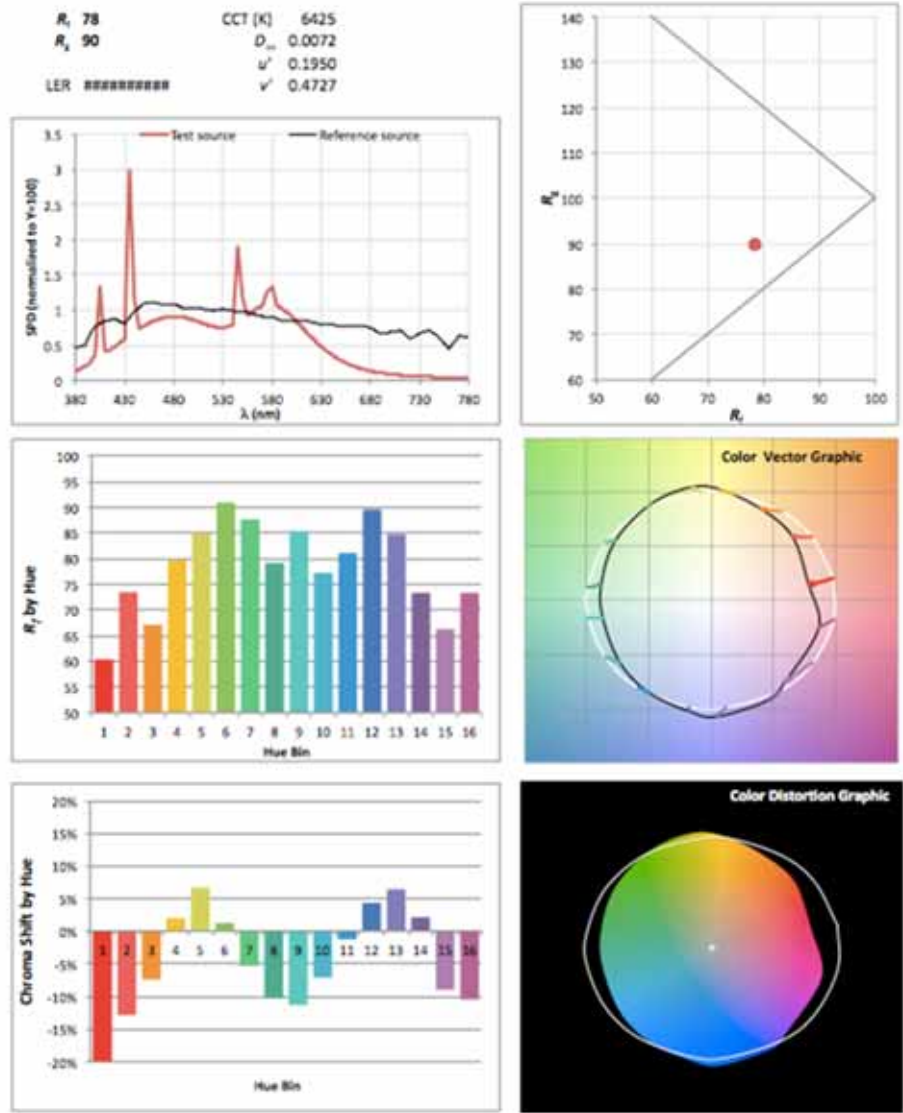 Rf 78 CCT (K) 6425
Rg 90 Duv 0.0072
u' 0.1950
LER ########## v' 0.4727
Test source Reference source
SPD (normalized to Y=100)
3.5
3
2.5
2
1.5
1
0.5
0
380 430 480 530 580 630 680 730 780
λ (nm)
Rg
140
130
120
110
100
90
80
70
60
50 60 70 80 90 100
Rf
Rf by Hue
100
95
90
85
80
75
70
65
60
55
50
1 2 3 4 5 6 7 8 9 10 11 12 13 14 15 16
Hue Bin
Color Vector Graphic
Chroma Shift by Hue
20%
15%
10%
5%
0%
-5%
-10%
-15%
-20%
1 2 3 4 5 6 7 8 9 10 11 12 13 14 15 16
Hue Bin
Color Distortion Graphic